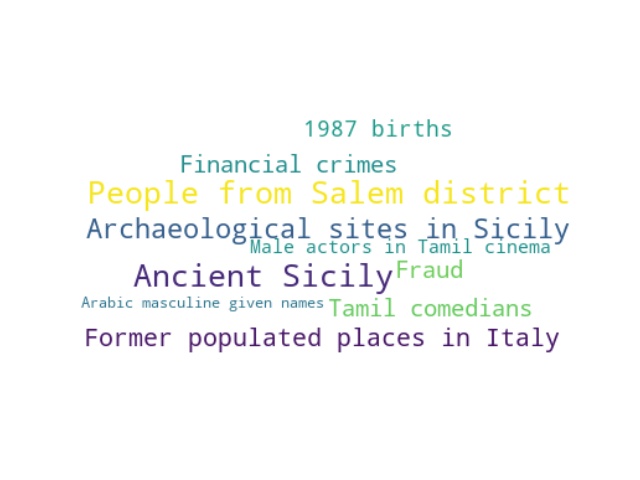 1987 births
Financial crimes
People from Salem district
Archaeological sites in Sicily
Male actors in Tamil cinema
Ancient Sicily
Fraud
Arabic masculine given names
Tamil comedians
Former populated places in Italy